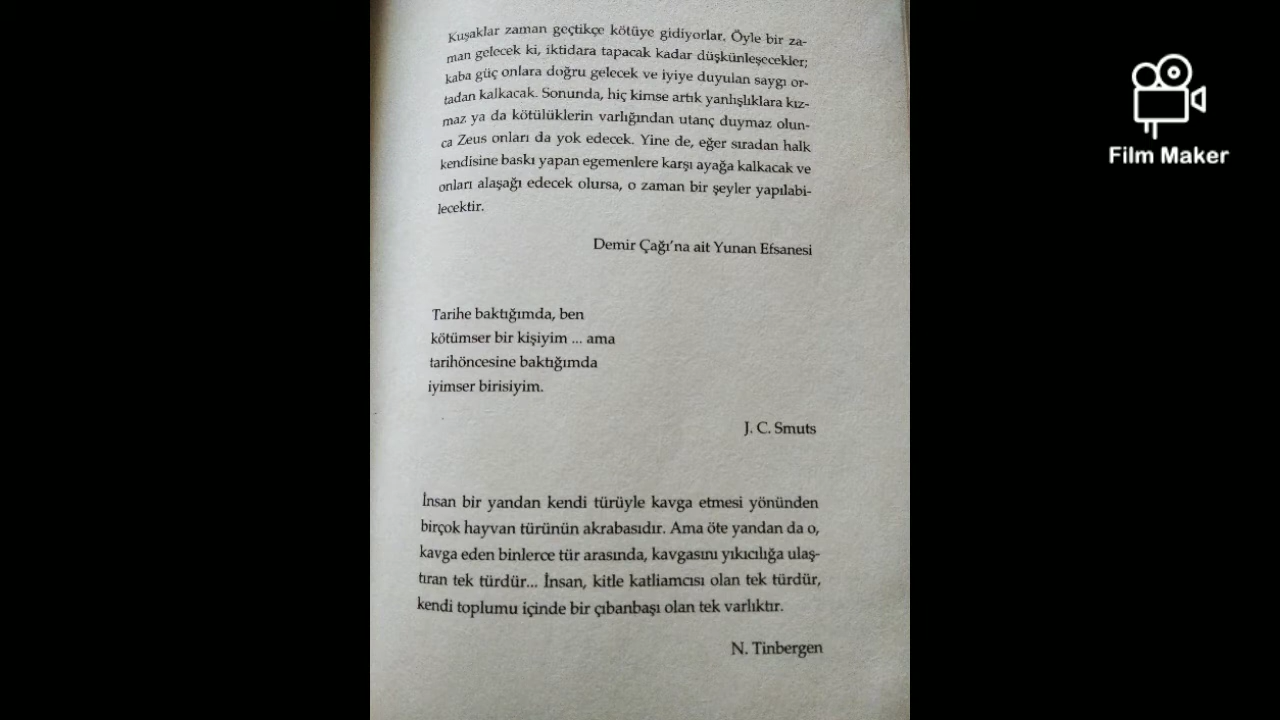 Kuşaklar zaman geçtikçe kötüye gidiyorlar. Öyle bir za-
man gelecek ki, iktidara tapacak kadar düşkünleşecekler;
kaba güç onlara doğru gelecek ve iyiye duyulan saygı or-
tadan kalkacak. Sonunda, hiç kimse artık yanlışlıklara kız-
maz ya da kötülüklerin varlığından utanç duymaz olun-
ca Zeus onları da yok edecek. Yine de, eğer sıradan halk
kendisine baskı yapan egemenlere karşı ayağa kalkacak ve
onları alaşağı edecek olursa, o zaman bir şeyler yapılabi-
lecektir.
Demir Çağı'na ait Yunan Efsanesi
Tarihe baktığımda, ben
kötümser bir kişiyim ... ama
tarihöncesine baktığımda
iyimser birisiyim.
J. C. Smuts
İnsan bir yandan kendi türüyle kavga etmesi yönünden
birçok hayvan türünün akrabasıdır. Ama öte yandan da o,
kavga eden binlerce tür arasında, kavgasını yıkıcılığa ulaş-
tıran tek türdür... İnsan, kitle katliamcısı olan tek türdür,
kendi toplumu içinde bir çıbanbaşı olan tek varlıktır.
N. Tinbergen
Film Maker